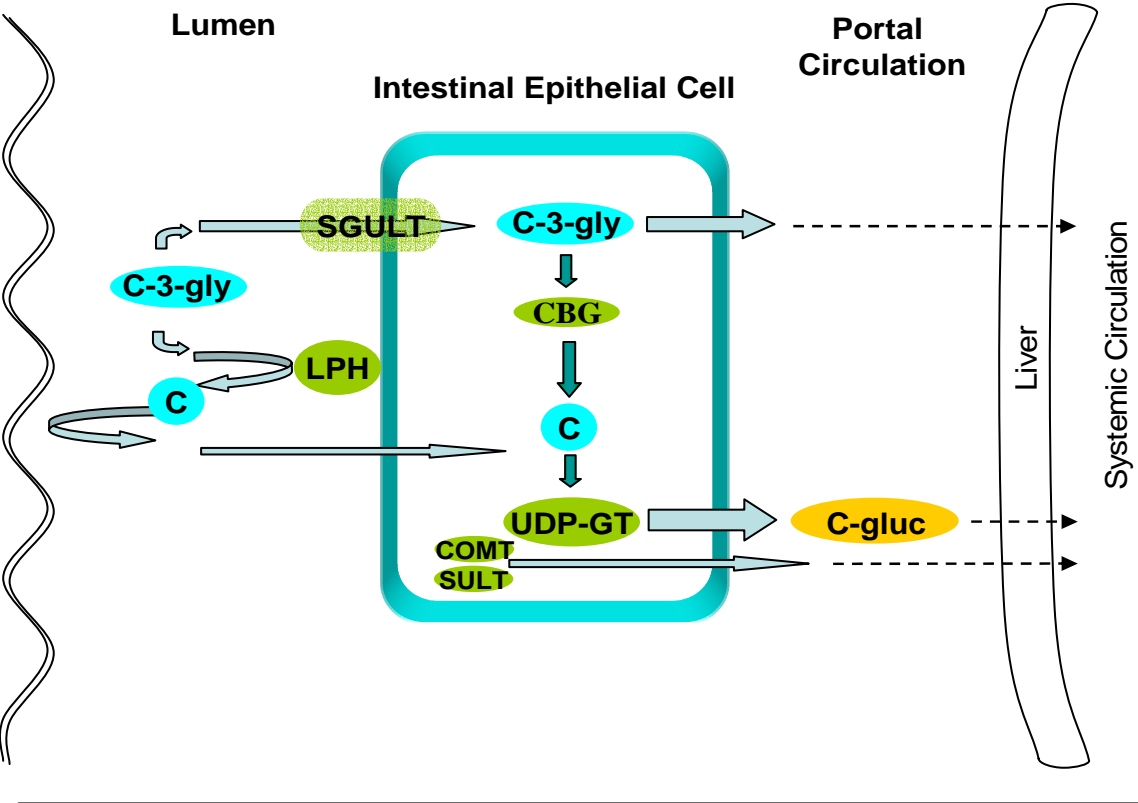 Lumen
Portal
Circulation
Intestinal Epithelial Cell
SGULT
C-3-gly
C-3-gly
CBG
LPH
C
C
UDP-GT
C-gluc
COMT
SULT
Liver
Systemic Circulation